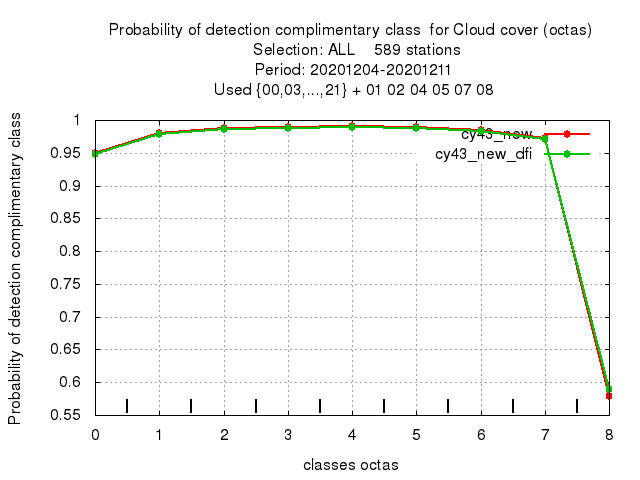 Probability of detection complimentary class  for Cloud cover (octas)
Selection: ALL    589 stations
Period: 20201204-20201211
Used {00,03,...,21} + 01 02 04 05 07 08
Probability of detection complimentary class
1
0.95
0.9
0.85
0.8
0.75
0.7
0.65
0.6
0.55
cy43_new
cy43_new_dfi
0 1 2 3 4 5 6 7 8
classes octas